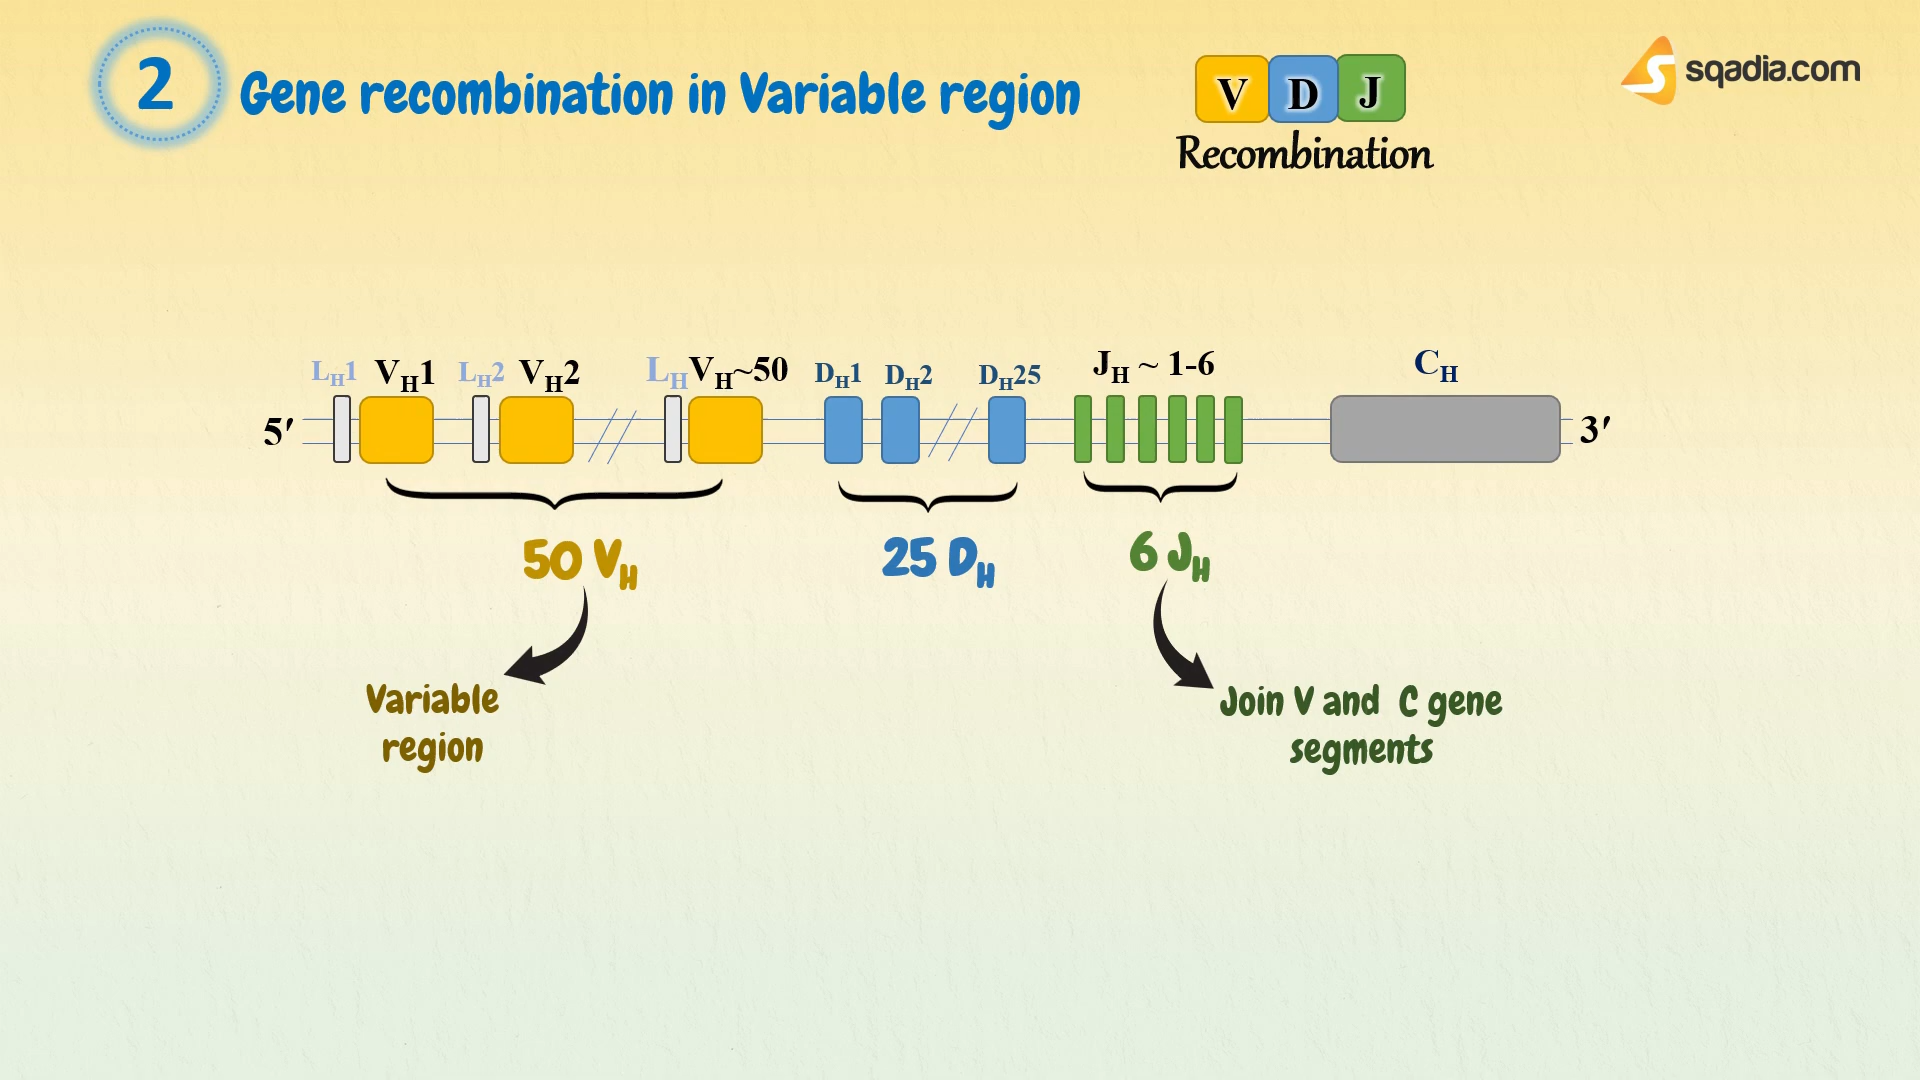 2
Gene recombination in Variable region
V D J
Recombination
sqadia.com
LH1 VH1 LH2 VH2 LH VH~50 DH1 DH2 DH25 JH ~ 1-6 CH
5′ 3′
50 VH 25 DH 6 JH
Variable
region
Join V and C gene
segments